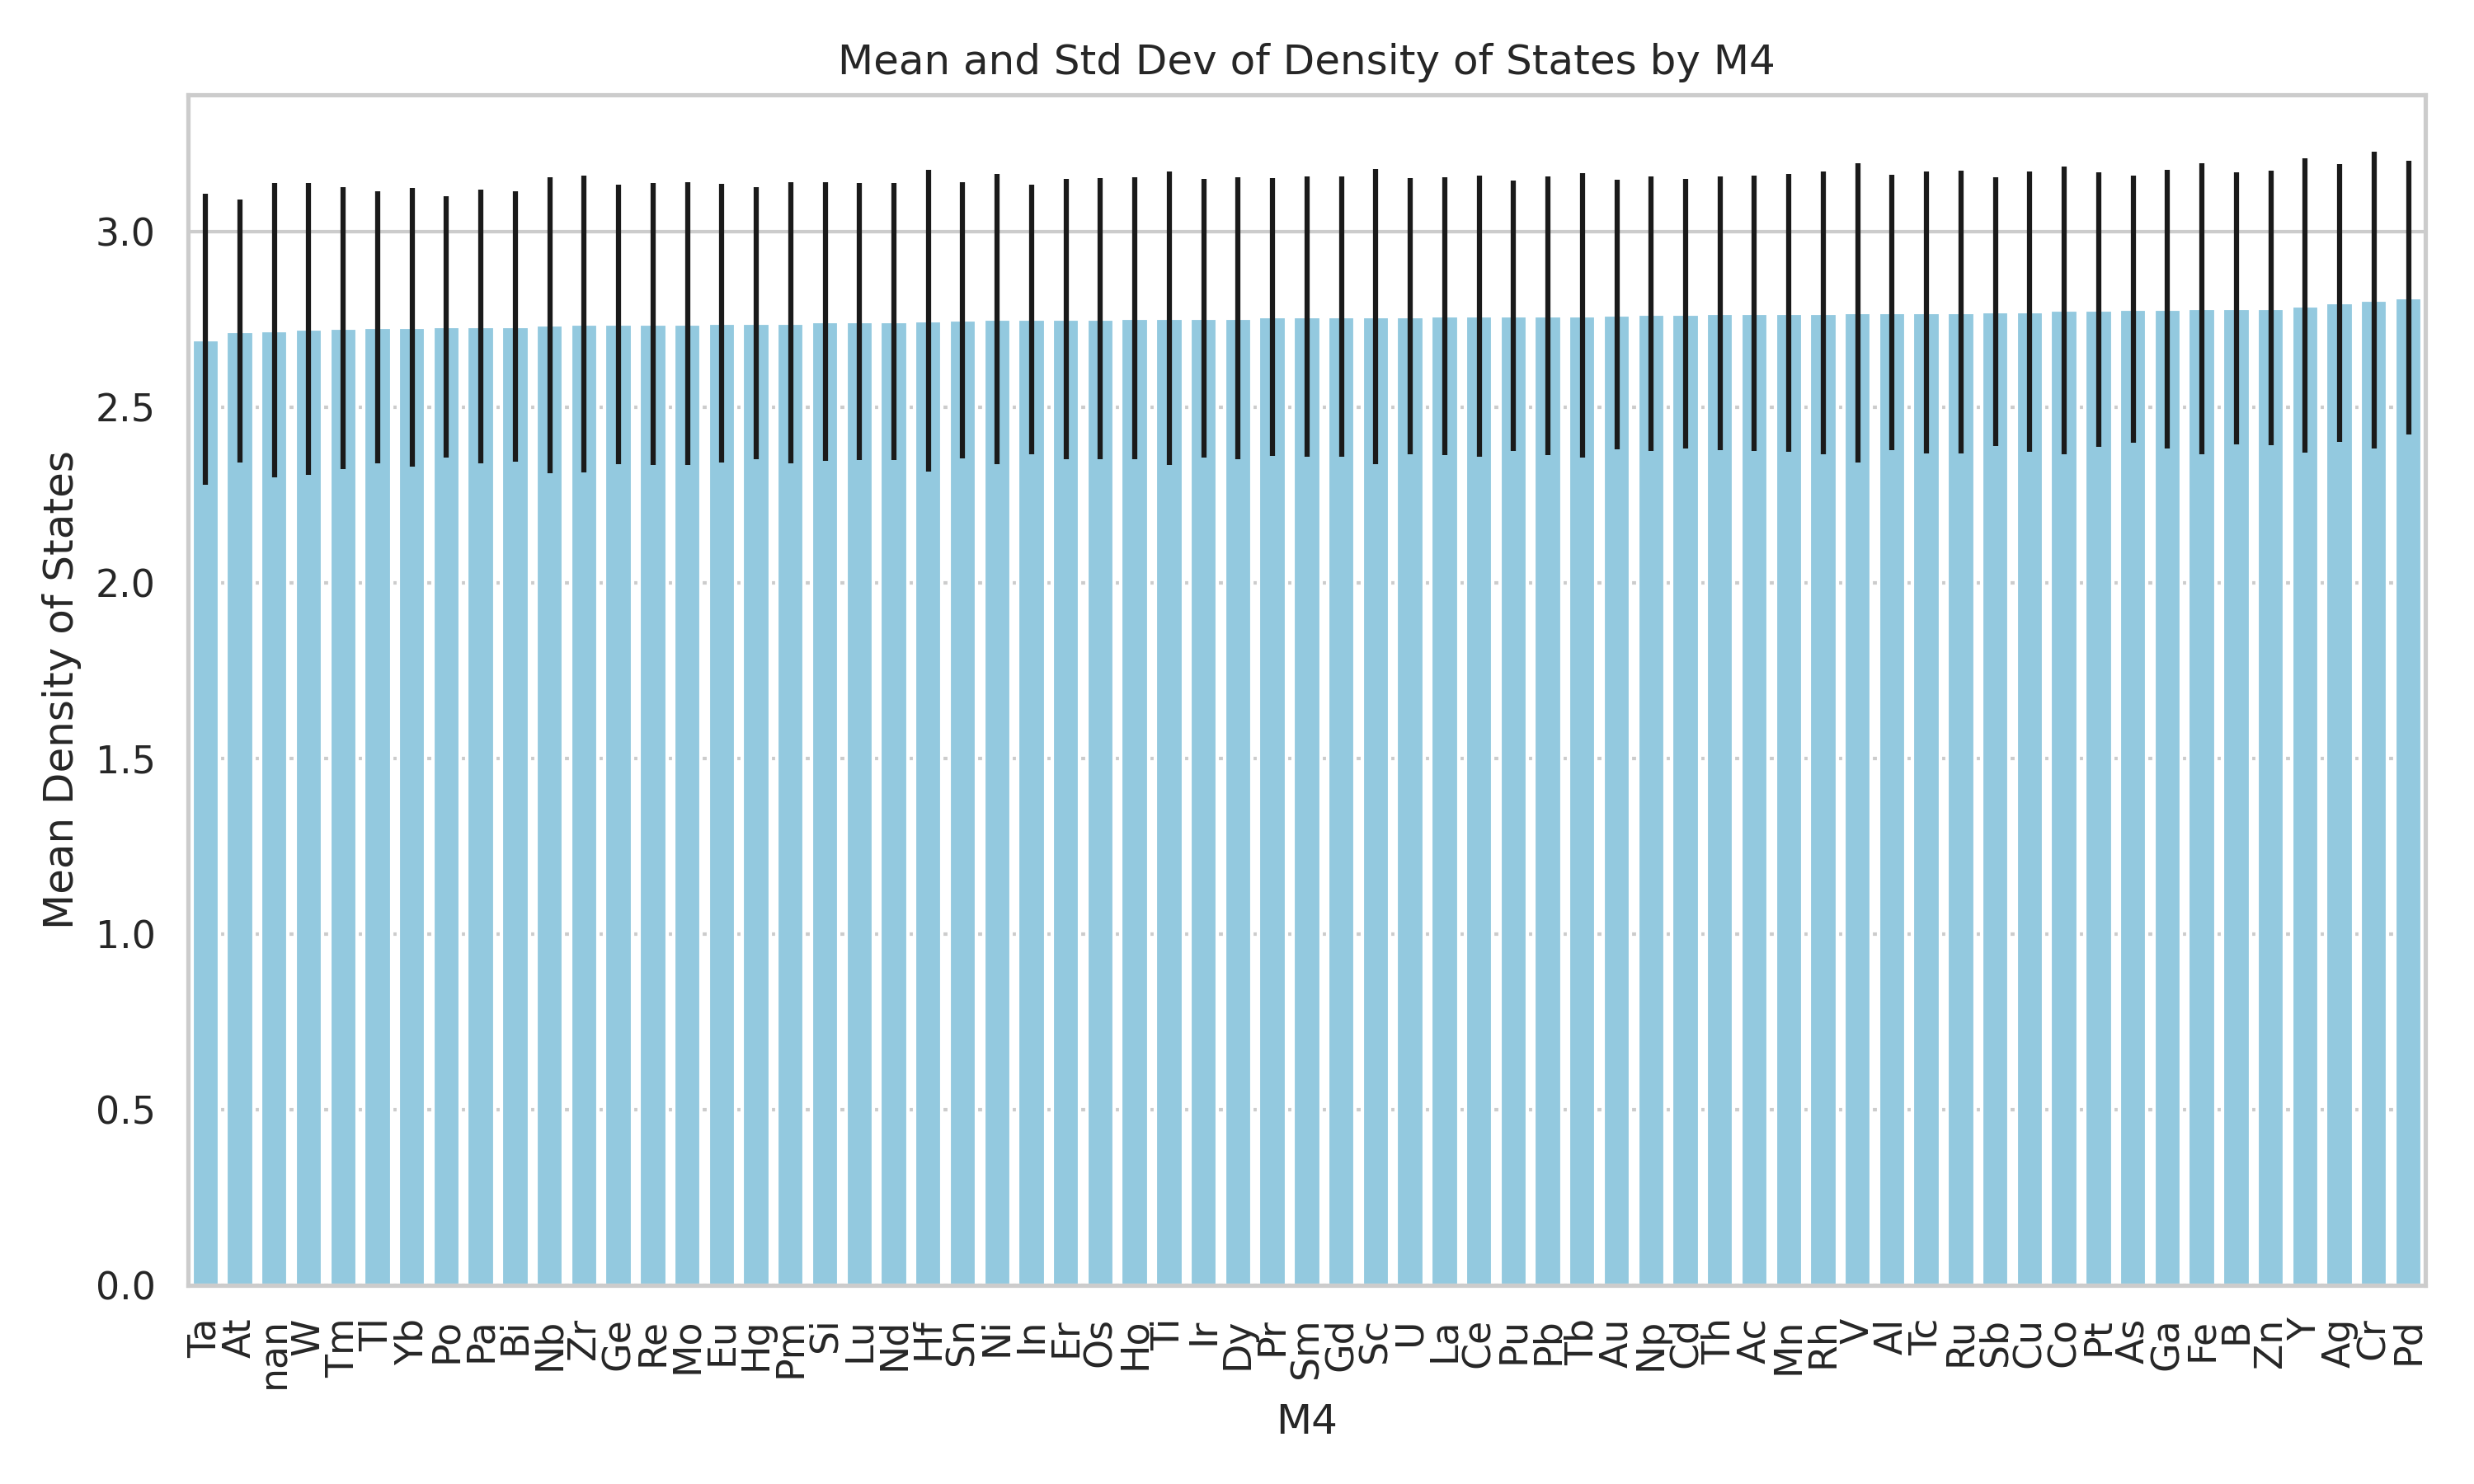 Mean and Std Dev of Density of States by M4
Mean Density of States
3.0
2.5
2.0
1.5
1.0
0.5
0.0
Ta At nan W Tm Tl Yb Po Pa Bi Nb Zr Ge Re Mo Eu Hg Pm Si Lu Nd Hf Sn Ni In Er Os Ho Ti Ir Dy Pr Sm Gd Sc U La Ce Pu Pb Tb Au Np Cd Th Ac Mn Rh V Al Tc Ru Sb Cu Co Pt As Ga Fe B Zn Y Ag Cr Pd
M4